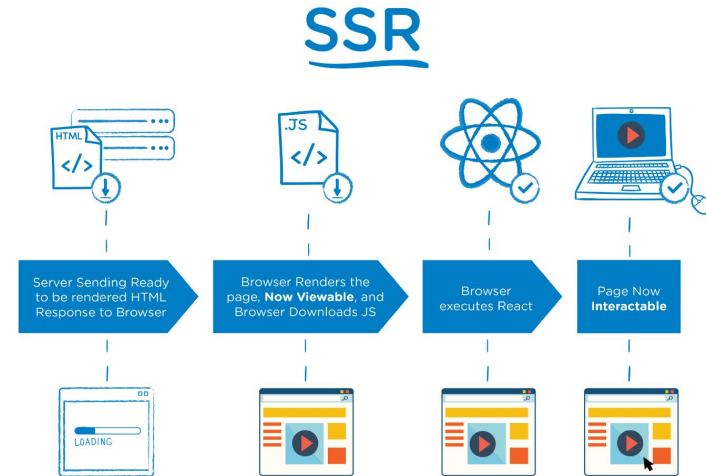 SSR
HTML
</>
.JS
</>
Server Sending Ready
to be rendered HTML
Response to Browser
Browser Renders the
page, Now Viewable, and
Browser Downloads JS
Browser
executes React
Page Now
Interactable
LOADING